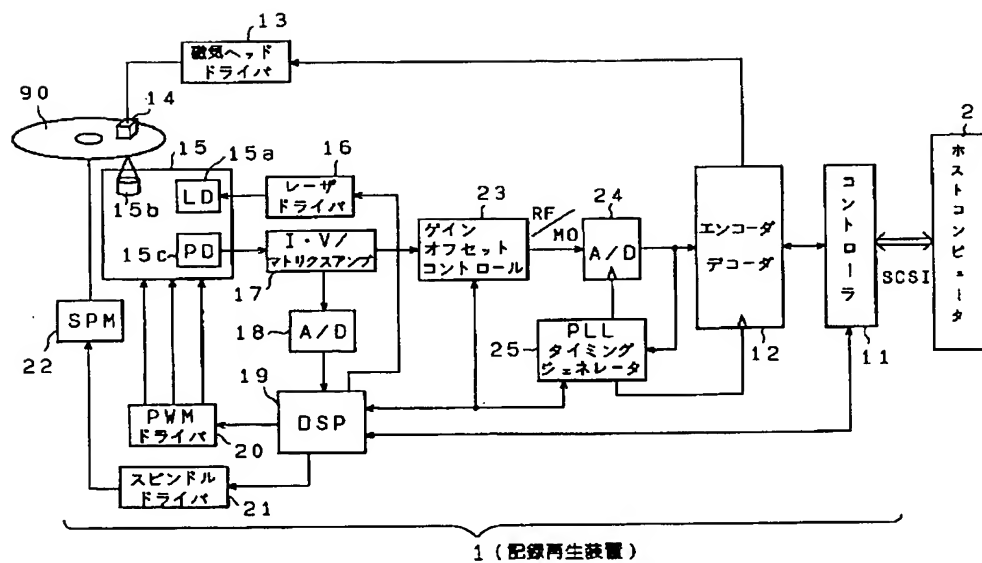 13
磁気ヘッド
ドライバ
90
14
15
15a
LD
15b
15c
PD
16
レーザ
ドライバ
I・V/
マトリクスアンプ
17
18
A/D
19
DSP
PWM
ドライバ
20
スピンドル
ドライバ
21
SPM
22
23
ゲイン
オフセット
コントロール
RF
MO
24
A/D
25
PLL
タイミング
ジェネレータ
エンコーダ
デコーダ
12
コントローラ
11
SCSI
2
ホストコンピュータ
1(記録再生装置)